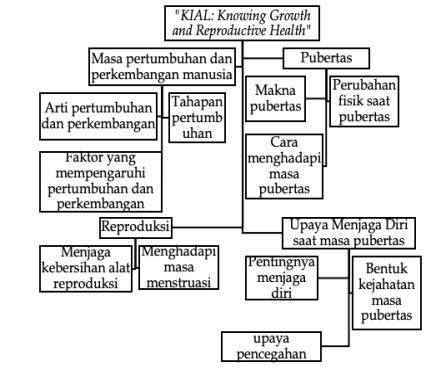 "KIAL: Knowing Growth
and Reproductive Health"
Masa pertumbuhan dan
perkembangan manusia
Pubertas
Arti pertumbuhan
dan perkembangan
Tahapan
pertumb
uhan
Makna
pubertas
Perubahan
fisik saat
pubertas
Faktor yang
mempengaruhi
pertumbuhan dan
perkembangan
Cara
menghadapi
masa
pubertas
Reproduksi
Upaya Menjaga Diri
saat masa pubertas
Menjaga
kebersihan alat
reproduksi
Menghadapi
masa
menstruasi
Pentingnya
menjaga
diri
Bentuk
kejahatan
masa
pubertas
upaya
pencegahan